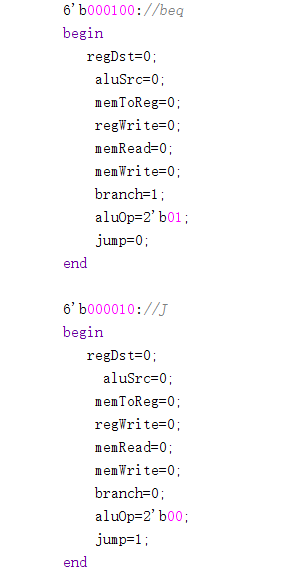 6'b000100://beq
begin
regDst=0;
aluSrc=0;
memToReg=0;
regWrite=0;
memRead=0;
memWrite=0;
branch=1;
aluOp=2'b01;
jump=0;
end
6'b000010://J
begin
regDst=0;
aluSrc=0;
memToReg=0;
regWrite=0;
memRead=0;
memWrite=0;
branch=0;
aluOp=2'b00;
jump=1;
end